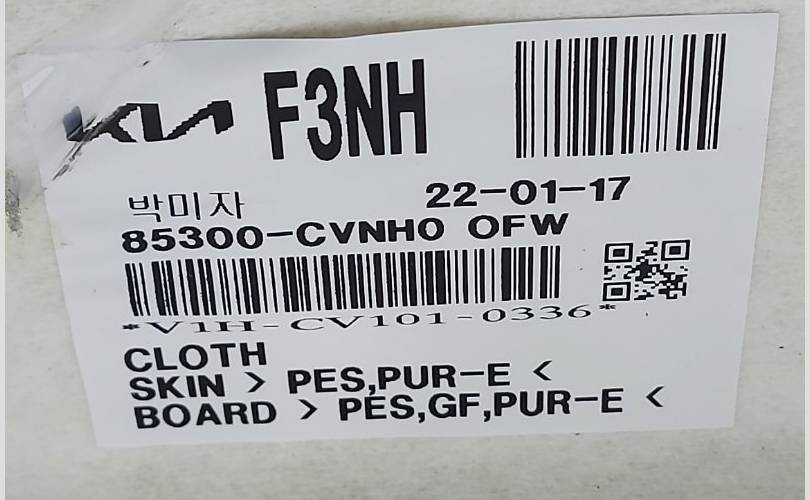 KIA F3NH
박미자 22-01-17
85300-CVNH0 OFW
*V1H-CV101-0336*
CLOTH
SKIN > PES,PUR-E <
BOARD > PES,GF,PUR-E <